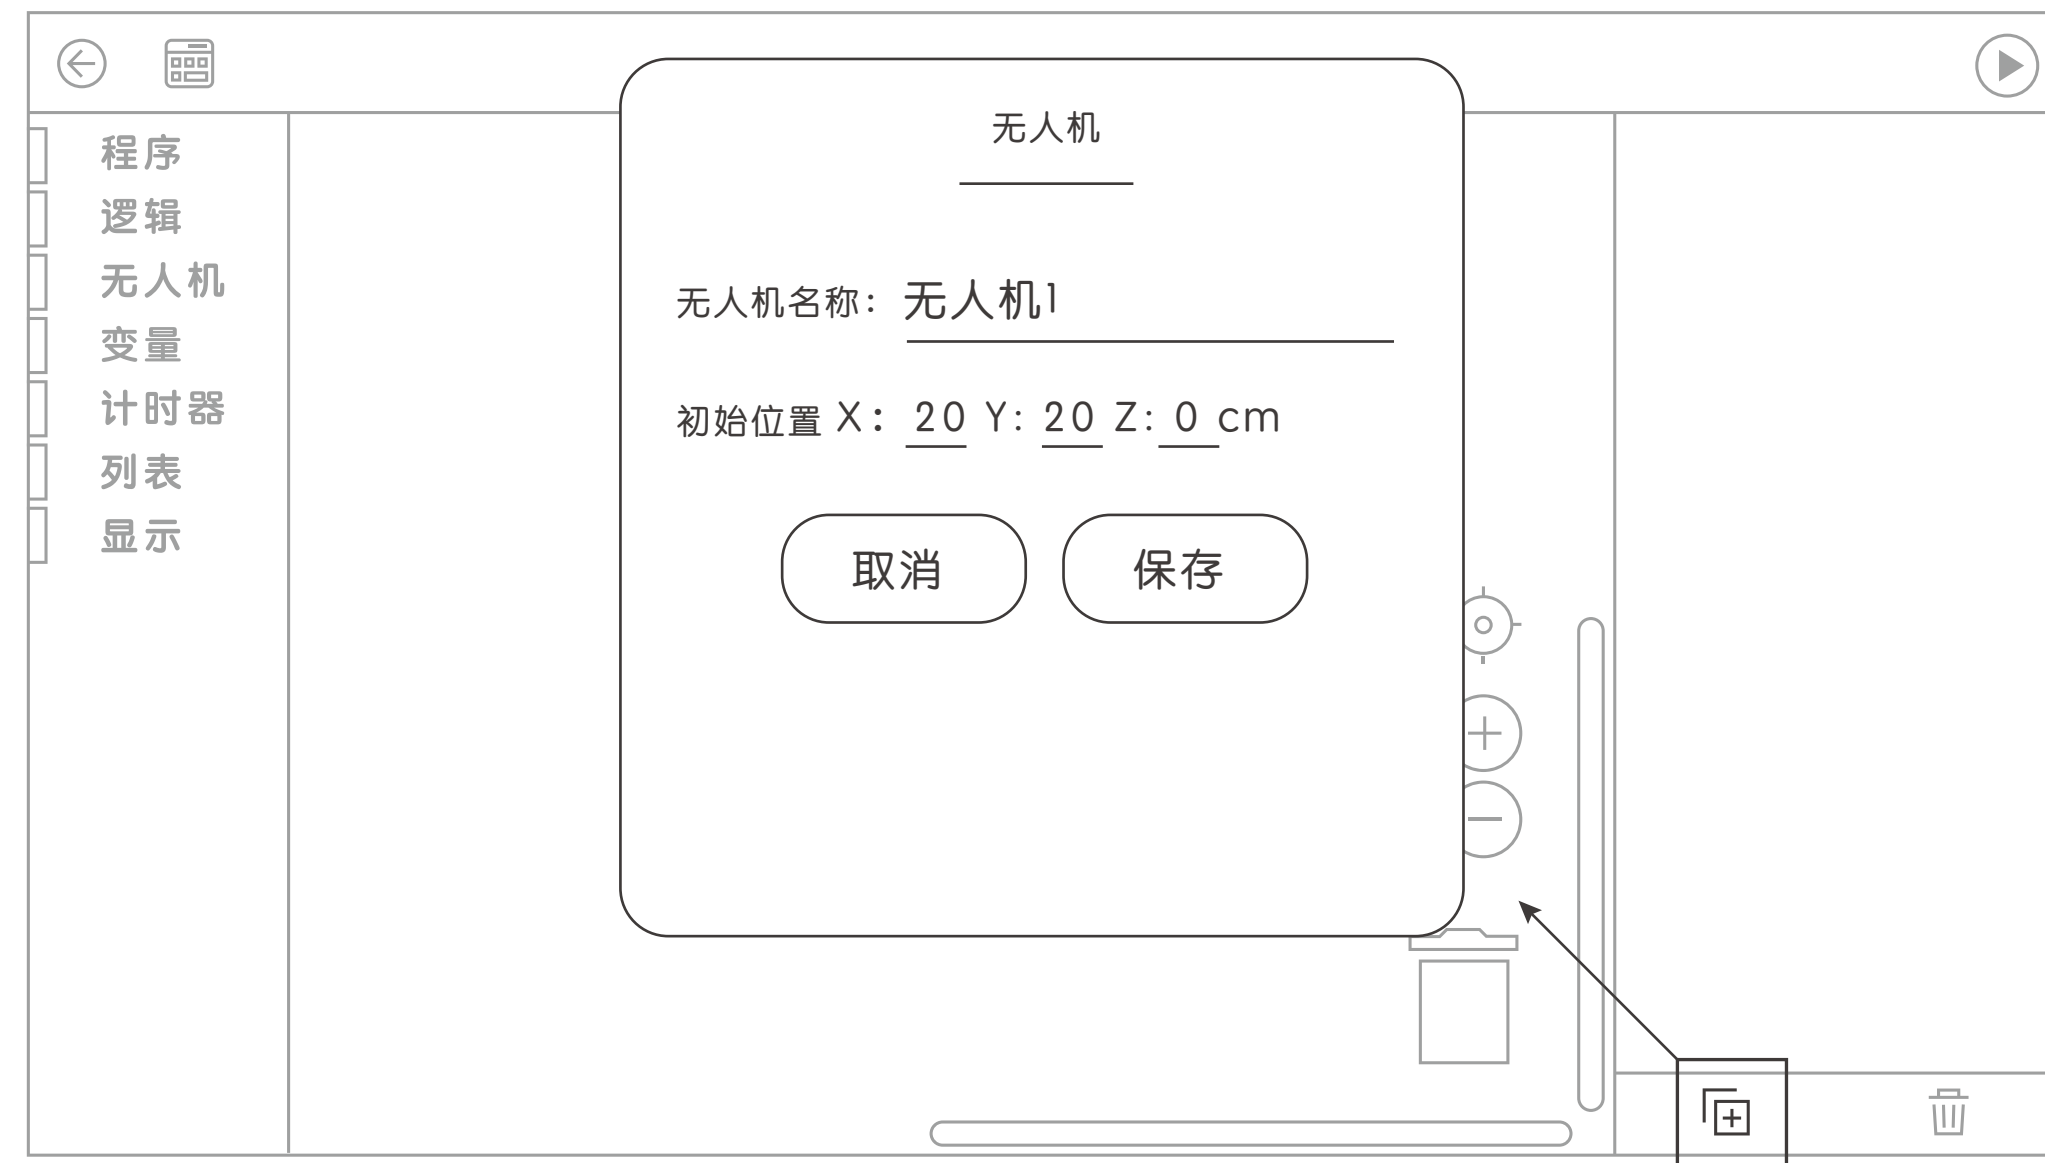 程序
逻辑
无人机
变量
计时器
列表
显示
无人机
无人机名称：无人机1
初始位置 X： 20 Y: 20 Z: 0 cm
取消
保存